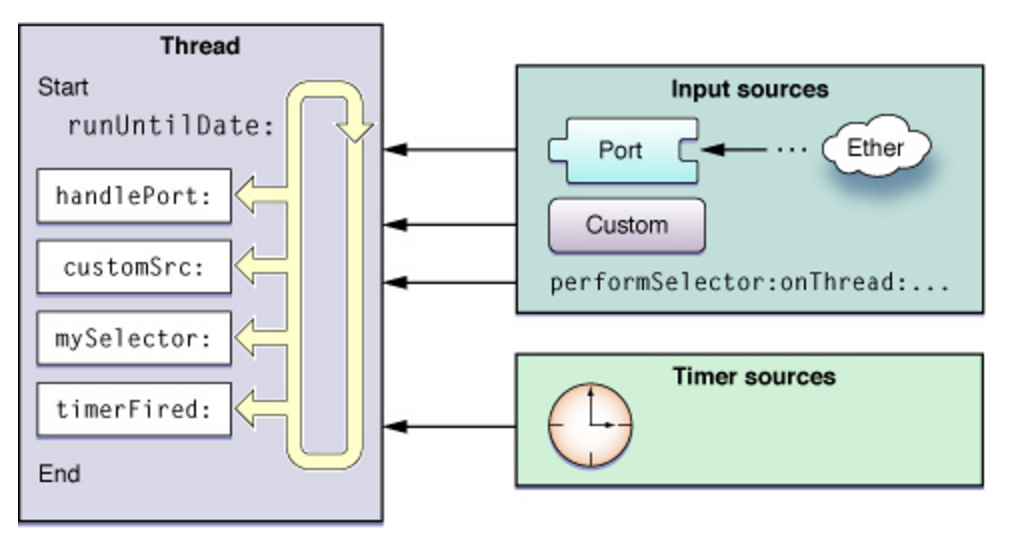 Thread
Start
runUntilDate:
handlePort:
customSrc:
mySelector:
timerFired:
End
Input sources
Port
...
Ether
Custom
performSelector:onThread:...
Timer sources